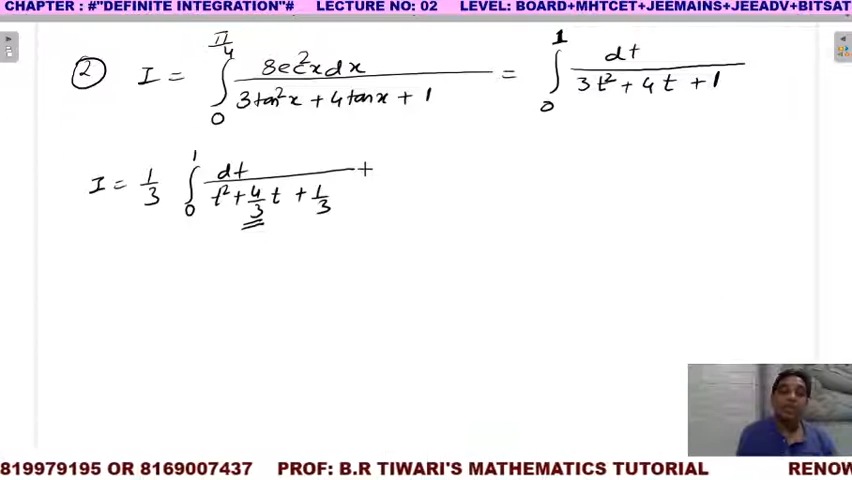 CHAPTER : #"DEFINITE INTEGRATION"# LECTURE NO: 02 LEVEL: BOARD+MHTCET+JEEMAINS+JEEADV+BITSAT
② I = ∫₀^{π/4} sec²x dx / (3tan²x + 4tanx + 1) = ∫₀¹ dt / (3t² + 4t + 1)
I = 1/3 ∫₀¹ dt / (t² + 4/3 t + 1/3) +
819979195 OR 8169007437 PROF: B.R TIWARI'S MATHEMATICS TUTORIAL RENOW